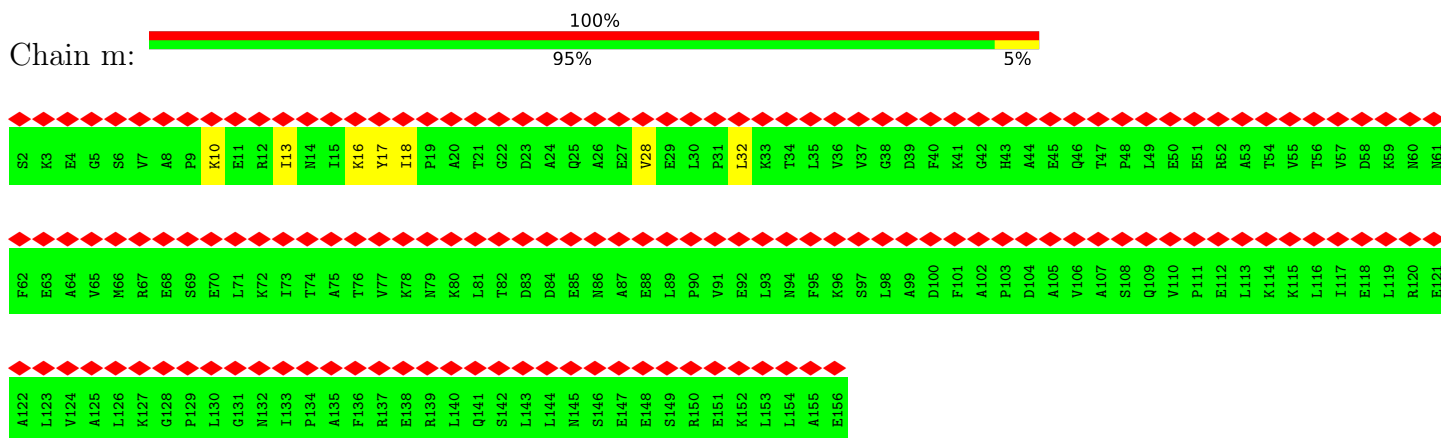 100%
Chain m:
95% 5%
S2 K3 E4 G5 S6 V7 A8 P9 K10 E11 R12 I13 N14 I15 K16 Y17 I18 P19 A20 T21 G22 D23 A24 Q25 A26 E27 V28 E29 L30 P31 L32 K33 T34 L35 V36 V37 G38 D39 F40 K41 G42 H43 A44 E45 Q46 T47 P48 L49 E50 E51 R52 A53 T54 V55 T56 V57 D58 K59 N60 N61
F62 E63 A64 V65 M66 R67 E68 S69 E70 L71 K72 I73 T74 A75 T76 V77 K78 N79 K80 L81 T82 D83 D84 E85 N86 A87 E88 L89 P90 V91 E92 L93 N94 F95 K96 S97 L98 A99 D100 F101 A102 P103 D104 A105 V106 A107 S108 Q109 V110 P111 E112 L113 K114 K115 L116 I117 E118 L119 R120 E121
A122 L123 V124 A125 L126 K127 G128 P129 L130 G131 N132 I133 P134 A135 F136 R137 E138 R139 L140 Q141 S142 L143 L144 N145 S146 E147 E148 S149 R150 E151 K152 L153 L154 A155 E156